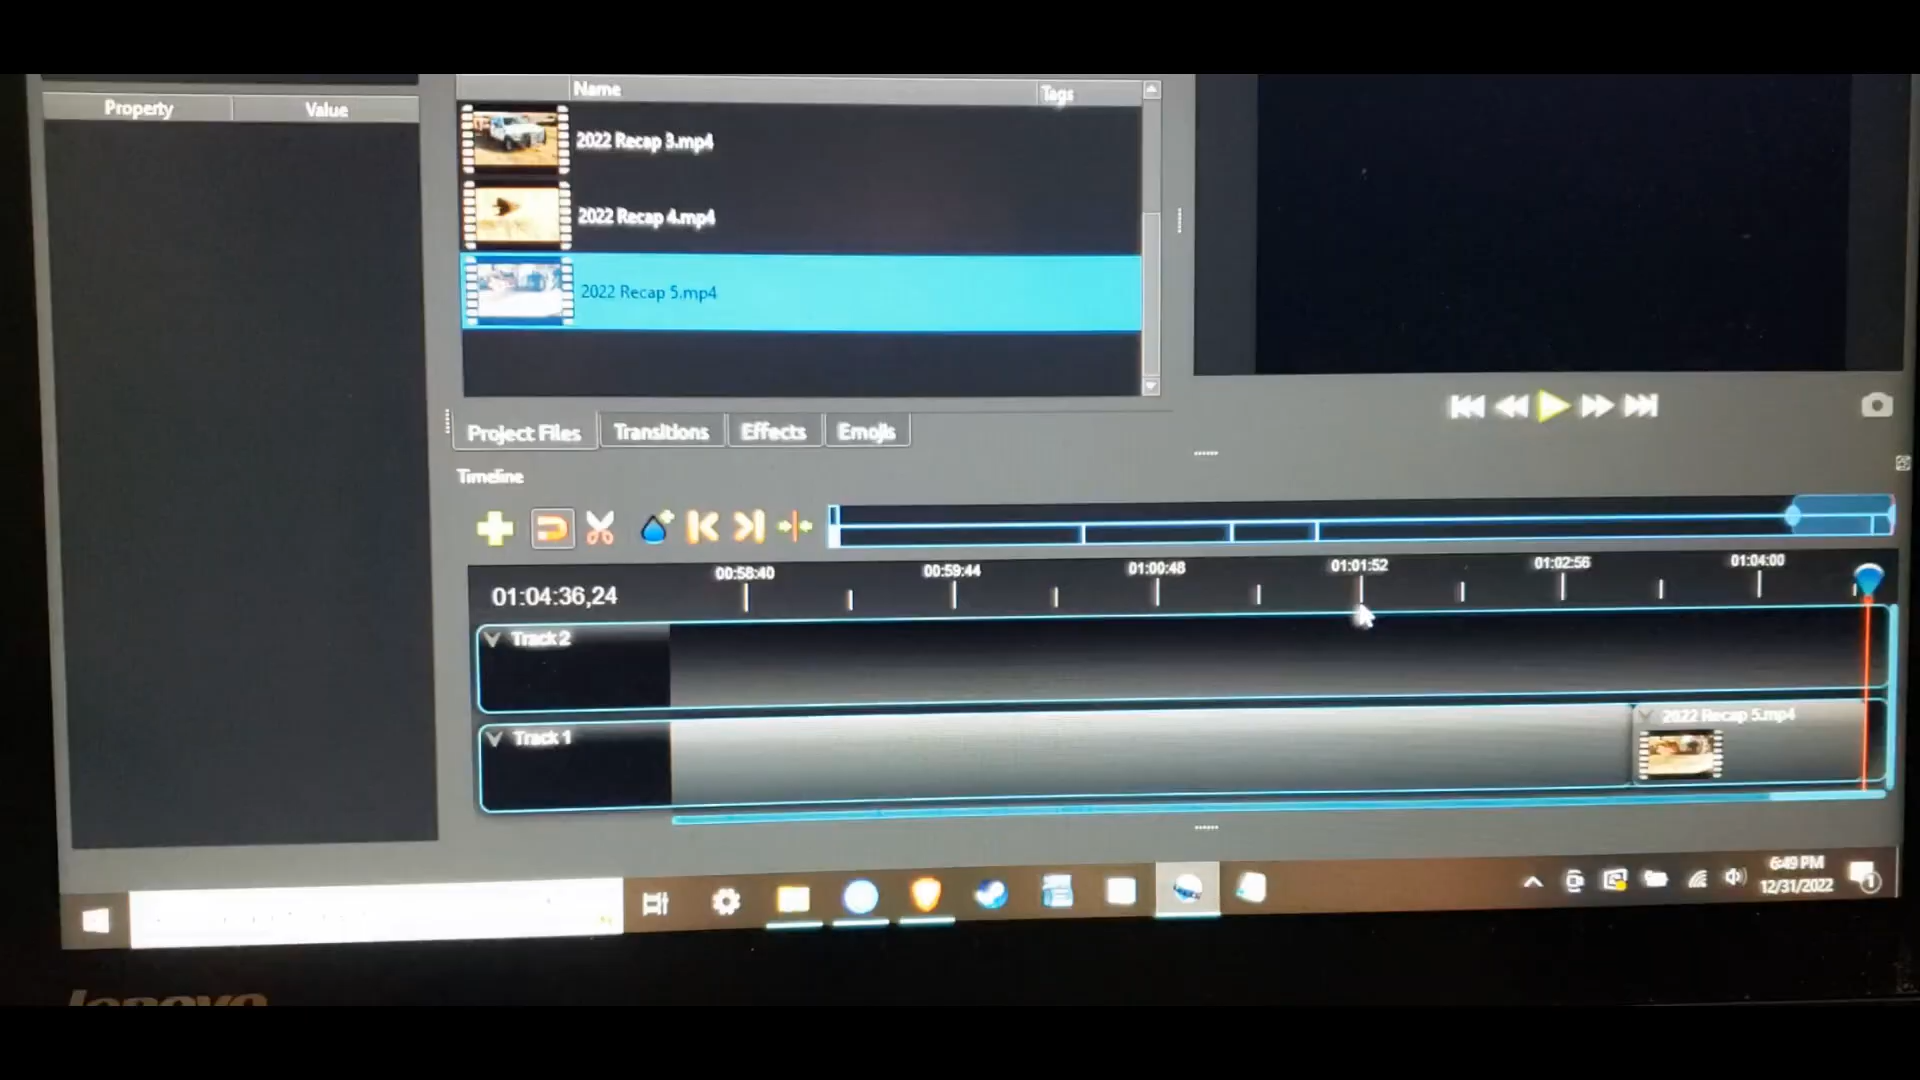 Property Value
Name Tags
2022 Recap 3.mp4
2022 Recap 4.mp4
2022 Recap 5.mp4
Project Files Transitions Effects Emojis
Timeline
00:58:40 00:59:44 01:00:48 01:01:52 01:02:56 01:04:00
01:04:36,24
Track 2
Track 1
2022 Recap 5.mp4
6:49 PM
12/31/2022
1
lenovo